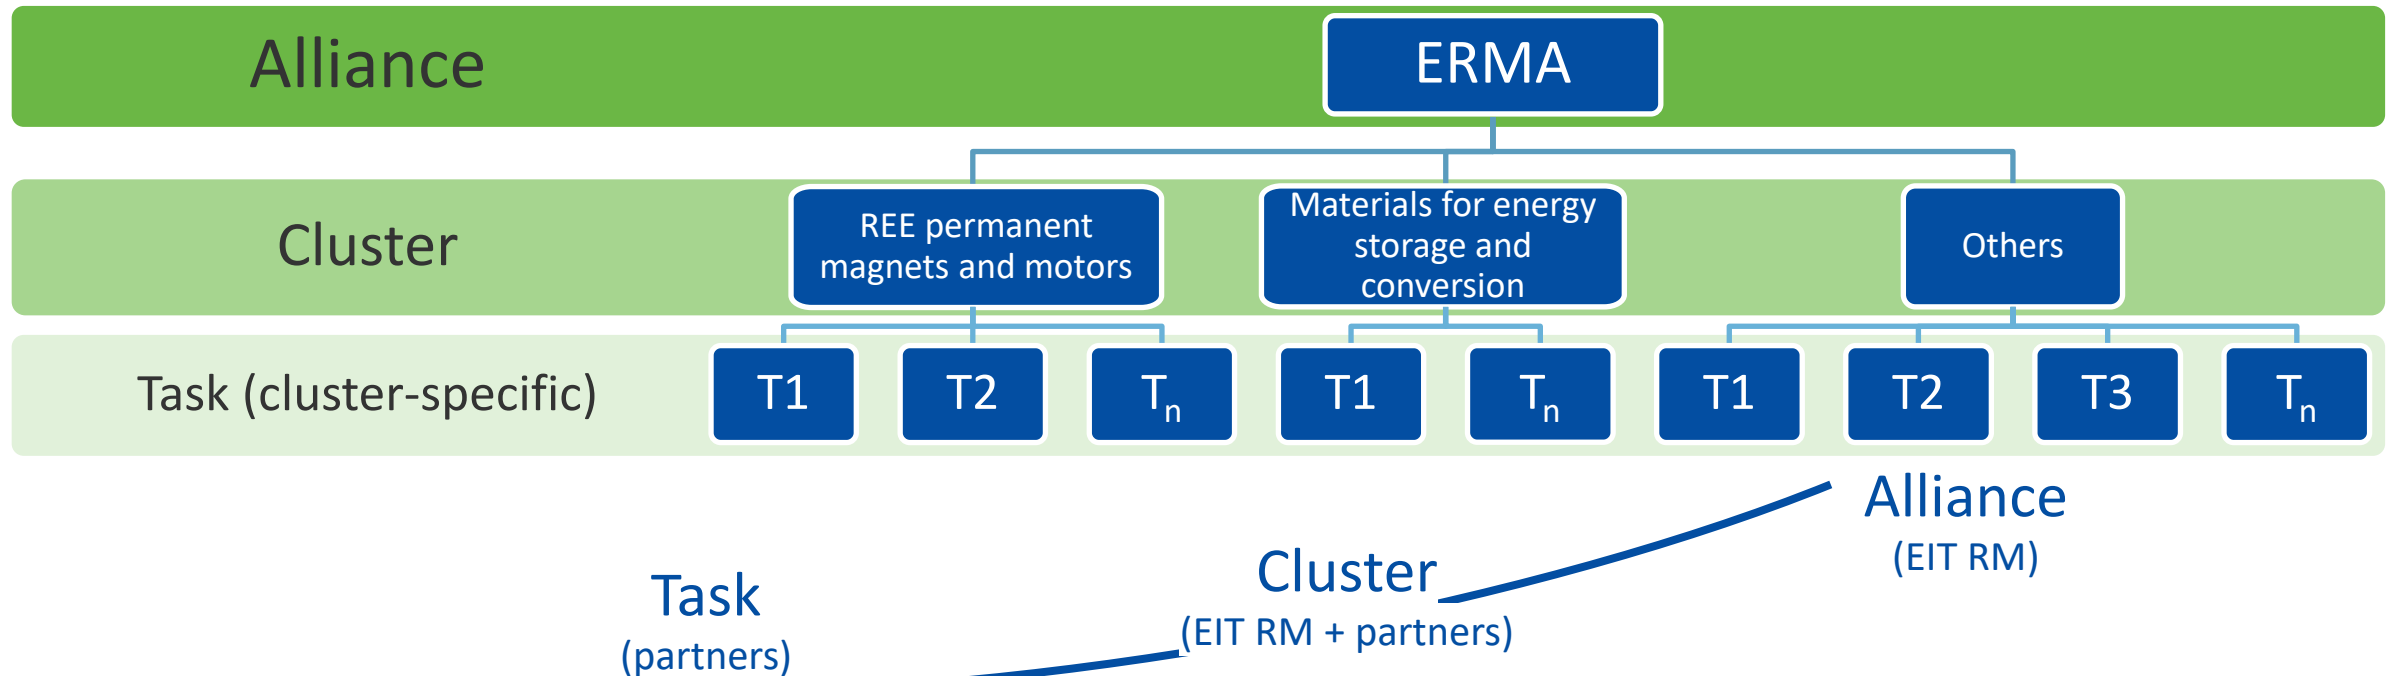 Alliance
ERMA
Cluster
REE permanent
magnets and motors
Materials for energy
storage and
conversion
Others
Task (cluster-specific)
T1
T2
Tn
T1
Tn
T1
T2
T3
Tn
Alliance
(EIT RM)
Cluster
(EIT RM + partners)
Task
(partners)